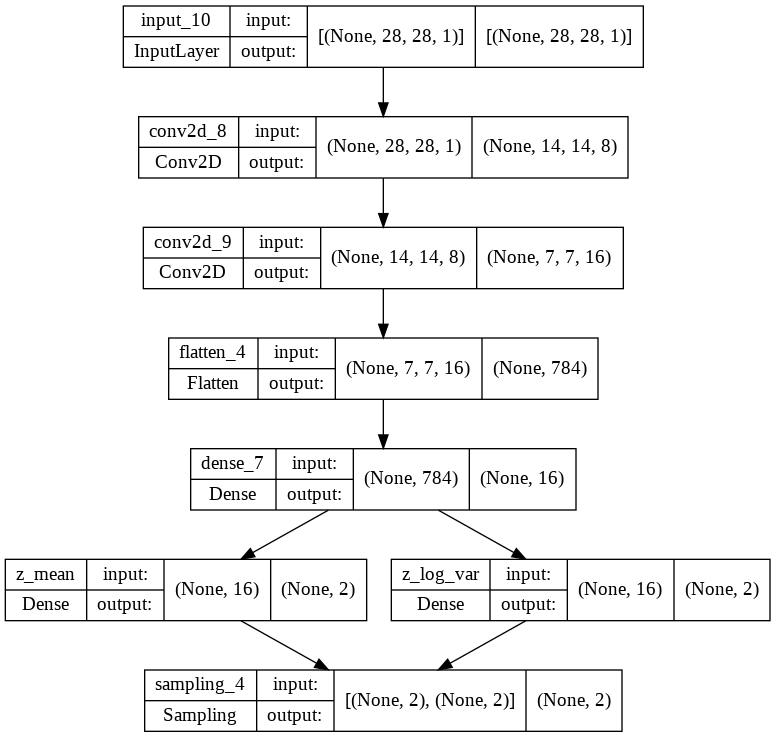 input_10 input: [(None, 28, 28, 1)] [(None, 28, 28, 1)]
InputLayer output:
conv2d_8 input: (None, 28, 28, 1) (None, 14, 14, 8)
Conv2D output:
conv2d_9 input: (None, 14, 14, 8) (None, 7, 7, 16)
Conv2D output:
flatten_4 input: (None, 7, 7, 16) (None, 784)
Flatten output:
dense_7 input: (None, 784) (None, 16)
Dense output:
z_mean input: (None, 16) (None, 2)
Dense output:
z_log_var input: (None, 16) (None, 2)
Dense output:
sampling_4 input: [(None, 2), (None, 2)] (None, 2)
Sampling output: